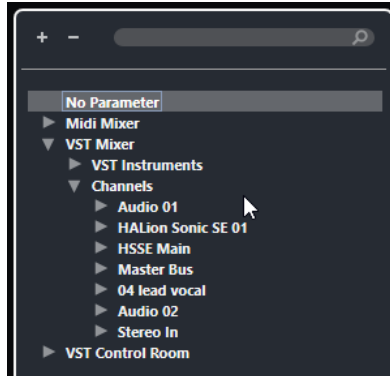 No Parameter
Midi Mixer
VST Mixer
VST Instruments
Channels
Audio 01
HALion Sonic SE 01
HSSE Main
Master Bus
04 lead vocal
Audio 02
Stereo In
VST Control Room